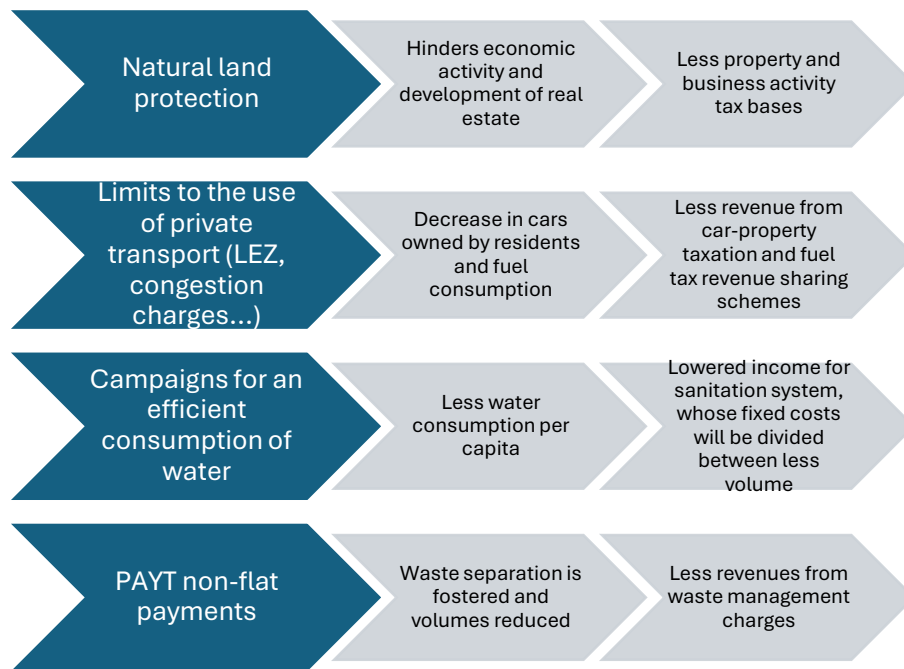 Natural land
protection
Hinders economic
activity and
development of real
estate
Less property and
business activity
tax bases
Limits to the use
of private
transport (LEZ,
congestion
charges...)
Decrease in cars
owned by residents
and fuel
consumption
Less revenue from
car-property
taxation and fuel
tax revenue sharing
schemes
Campaigns for an
efficient
consumption of
water
Less water
consumption per
capita
Lowered income for
sanitation system,
whose fixed costs
will be divided
between less
volume
PAYT non-flat
payments
Waste separation is
fostered and
volumes reduced
Less revenues from
waste management
charges